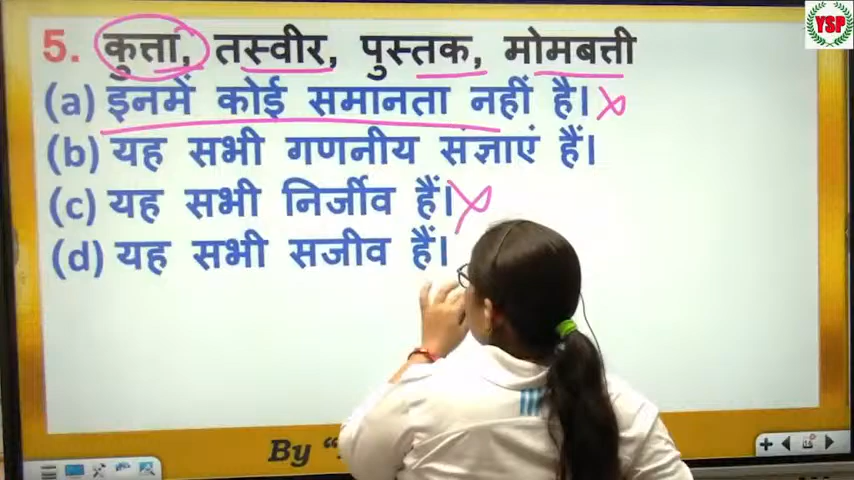 YSP
5. कुत्ता, तस्वीर, पुस्तक, मोमबत्ती
(a) इनमें कोई समानता नहीं है।
(b) यह सभी गणनीय संज्ञाएं हैं।
(c) यह सभी निर्जीव हैं।
(d) यह सभी सजीव हैं।
By "